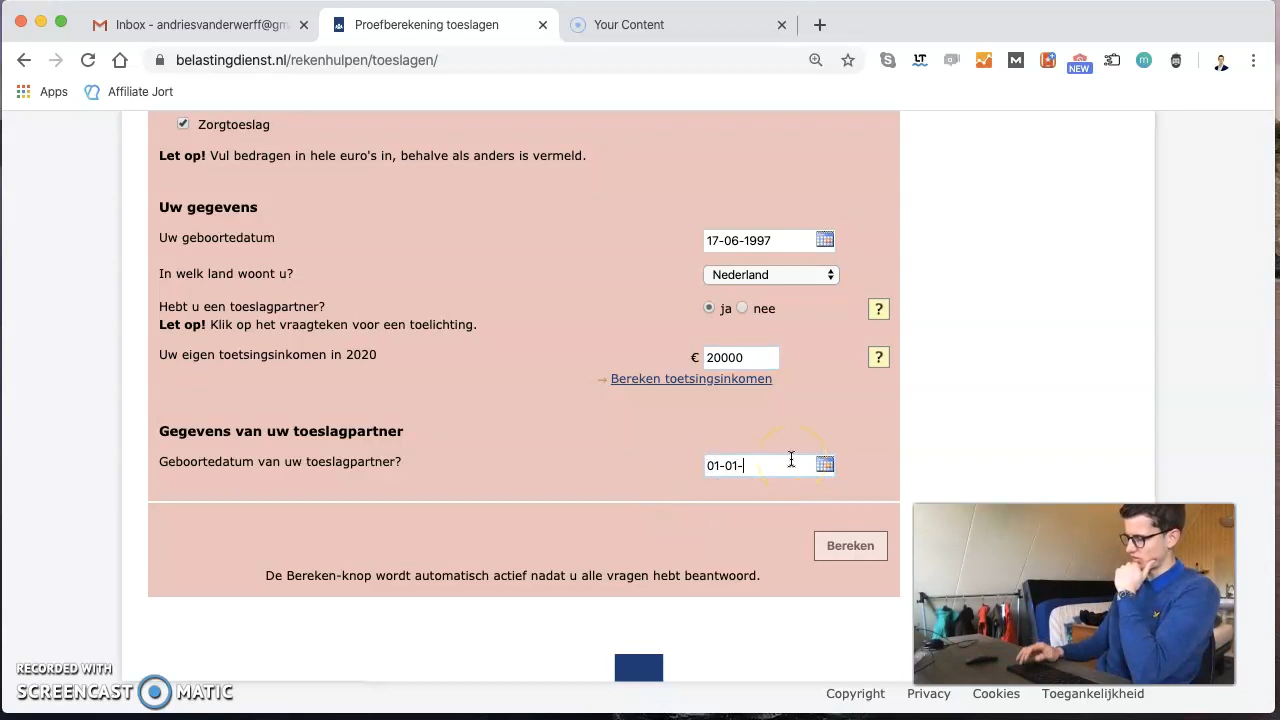 Inbox - andriesvanderwerff@gm
Proefberekening toeslagen
Your Content
belastingdienst.nl/rekenhulpen/toeslagen/
LT
M
NEW
m
Apps
Affiliate Jort
Zorgtoeslag
Let op! Vul bedragen in hele euro's in, behalve als anders is vermeld.
Uw gegevens
Uw geboortedatum
17-06-1997
In welk land woont u?
Nederland
Hebt u een toeslagpartner?
ja nee
?
Let op! Klik op het vraagteken voor een toelichting.
Uw eigen toetsingsinkomen in 2020
€ 20000
?
→ Bereken toetsingsinkomen
Gegevens van uw toeslagpartner
Geboortedatum van uw toeslagpartner?
01-01-
Bereken
De Bereken-knop wordt automatisch actief nadat u alle vragen hebt beantwoord.
RECORDED WITH
SCREENCAST MATIC
Copyright Privacy Cookies Toegankelijkheid